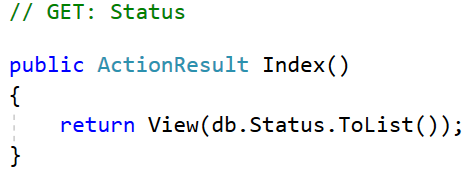 // GET: Status
public ActionResult Index()
{
    return View(db.Status.ToList());
}